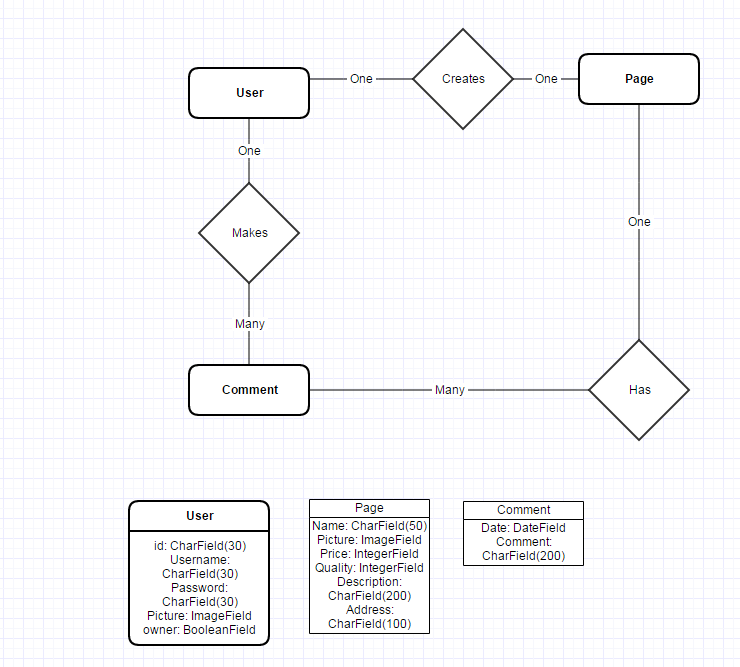 User
One
Creates
One
Page
One
Makes
One
Many
Comment
Many
Has
User
id: CharField(30)
Username:
CharField(30)
Password:
CharField(30)
Picture: ImageField
owner: BooleanField
Page
Name: CharField(50)
Picture: ImageField
Price: IntegerField
Quality: IntegerField
Description:
CharField(200)
Address:
CharField(100)
Comment
Date: DateField
Comment:
CharField(200)